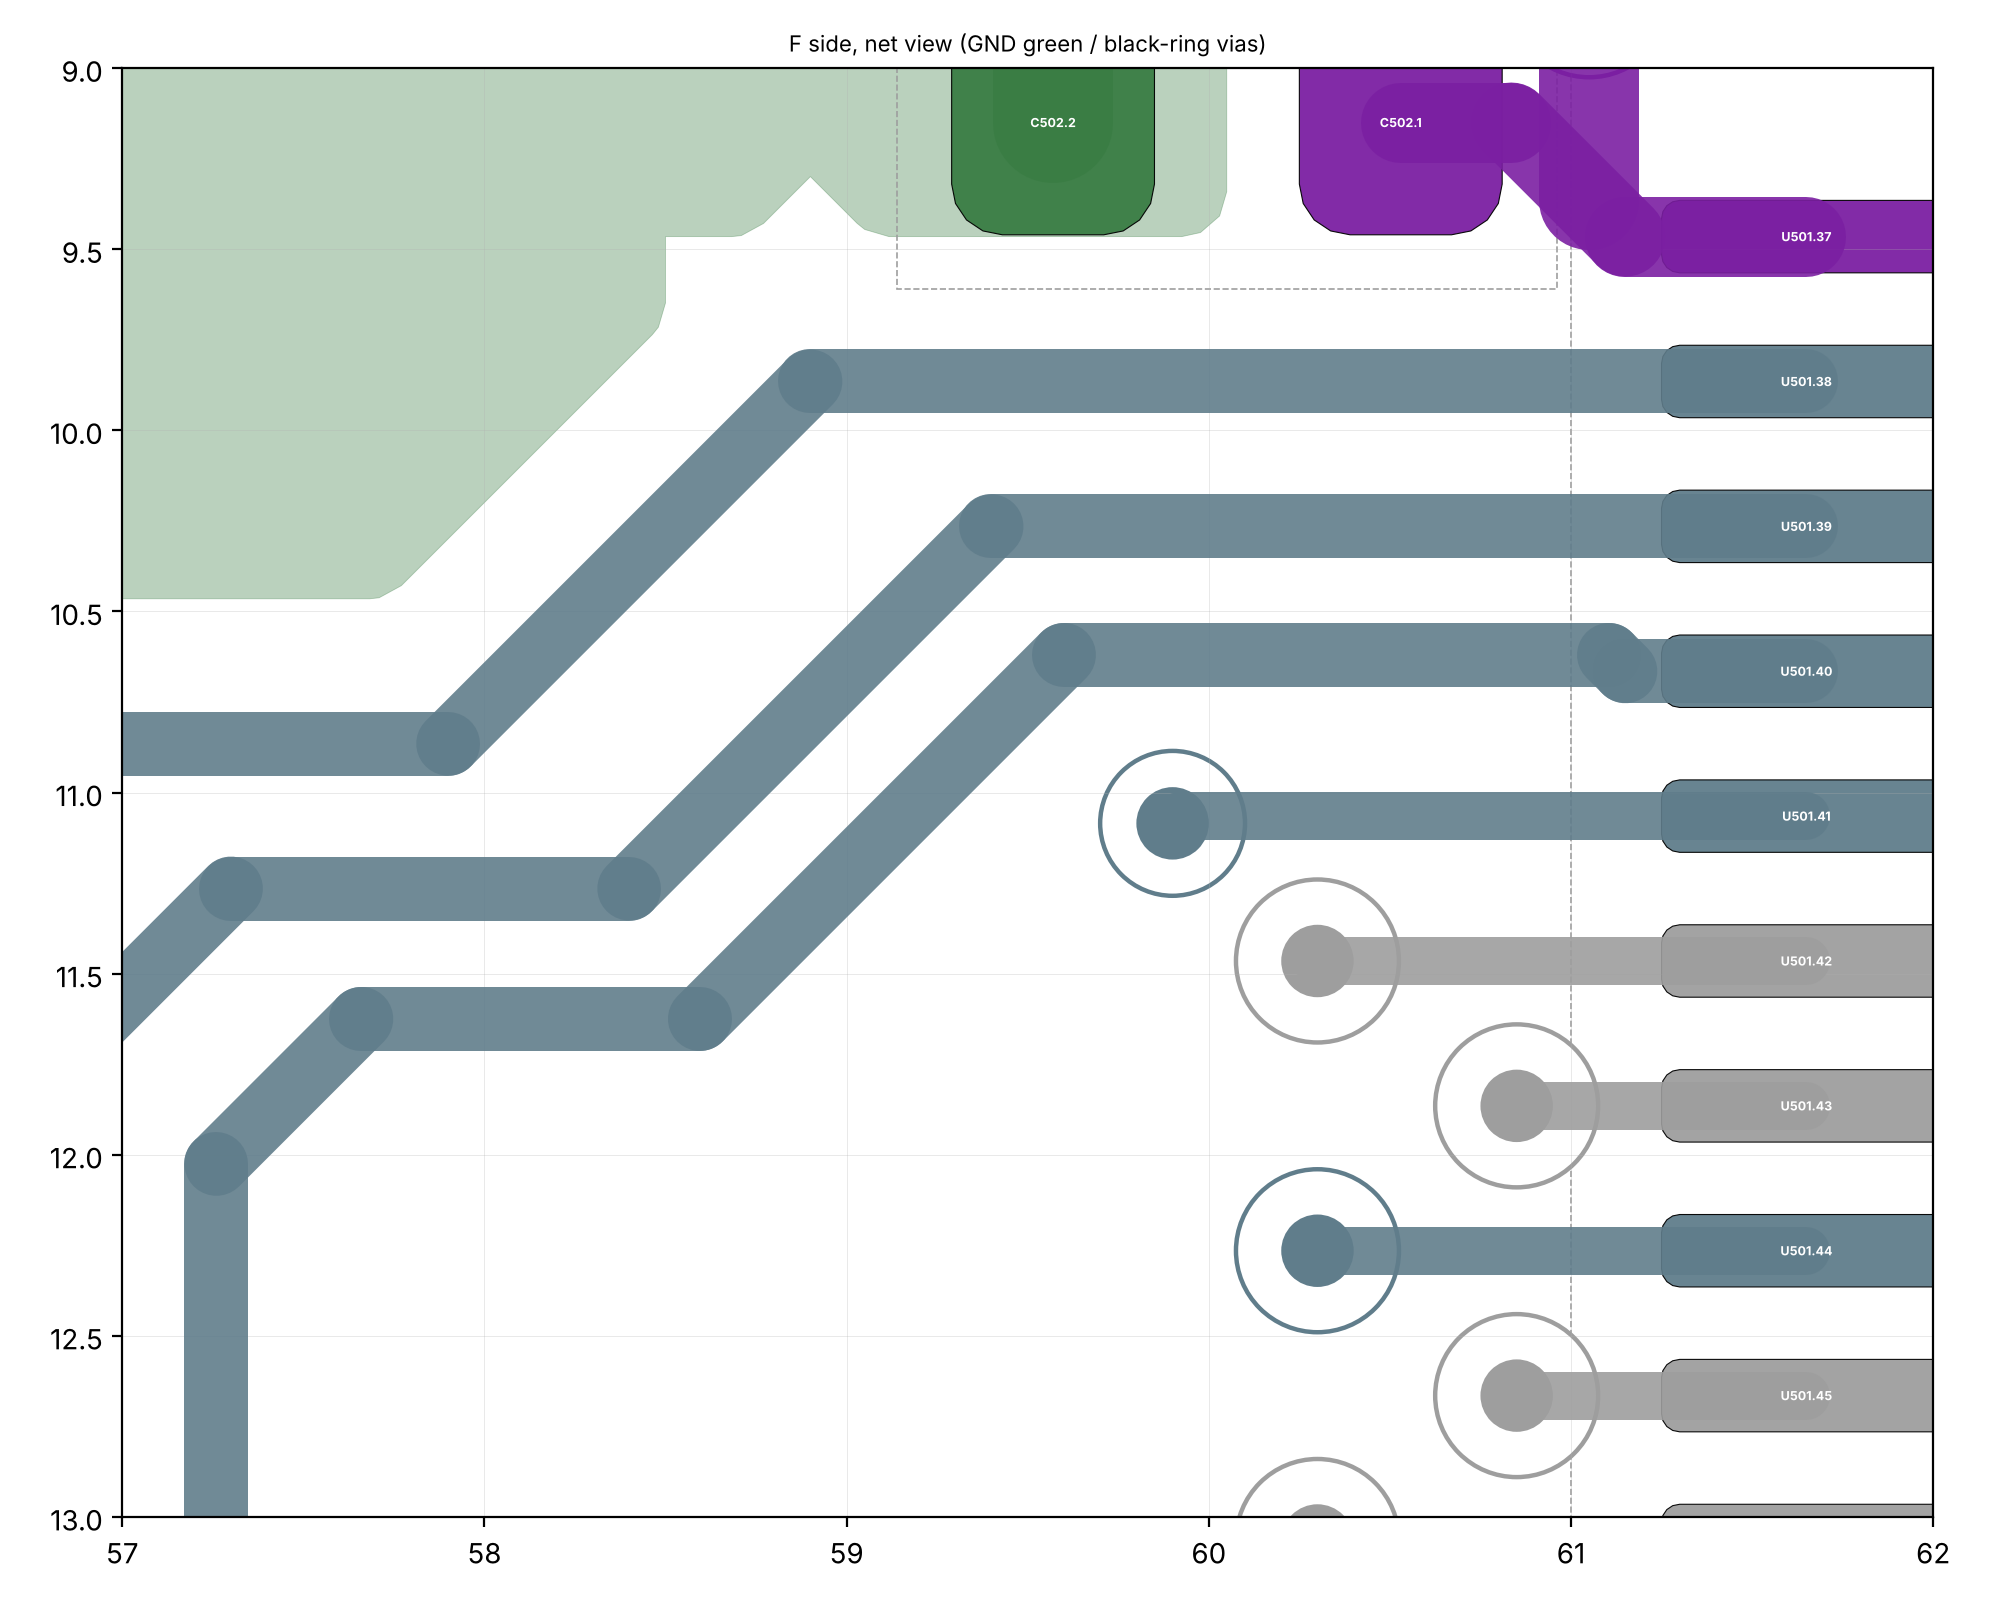 F side, net view (GND green / black-ring vias)
9.0
C502.2
C502.1
U501.37
9.5
U501.38
10.0
U501.39
10.5
U501.40
11.0
U501.41
11.5
U501.42
U501.43
12.0
U501.44
12.5
U501.45
13.0
57 58 59 60 61 62